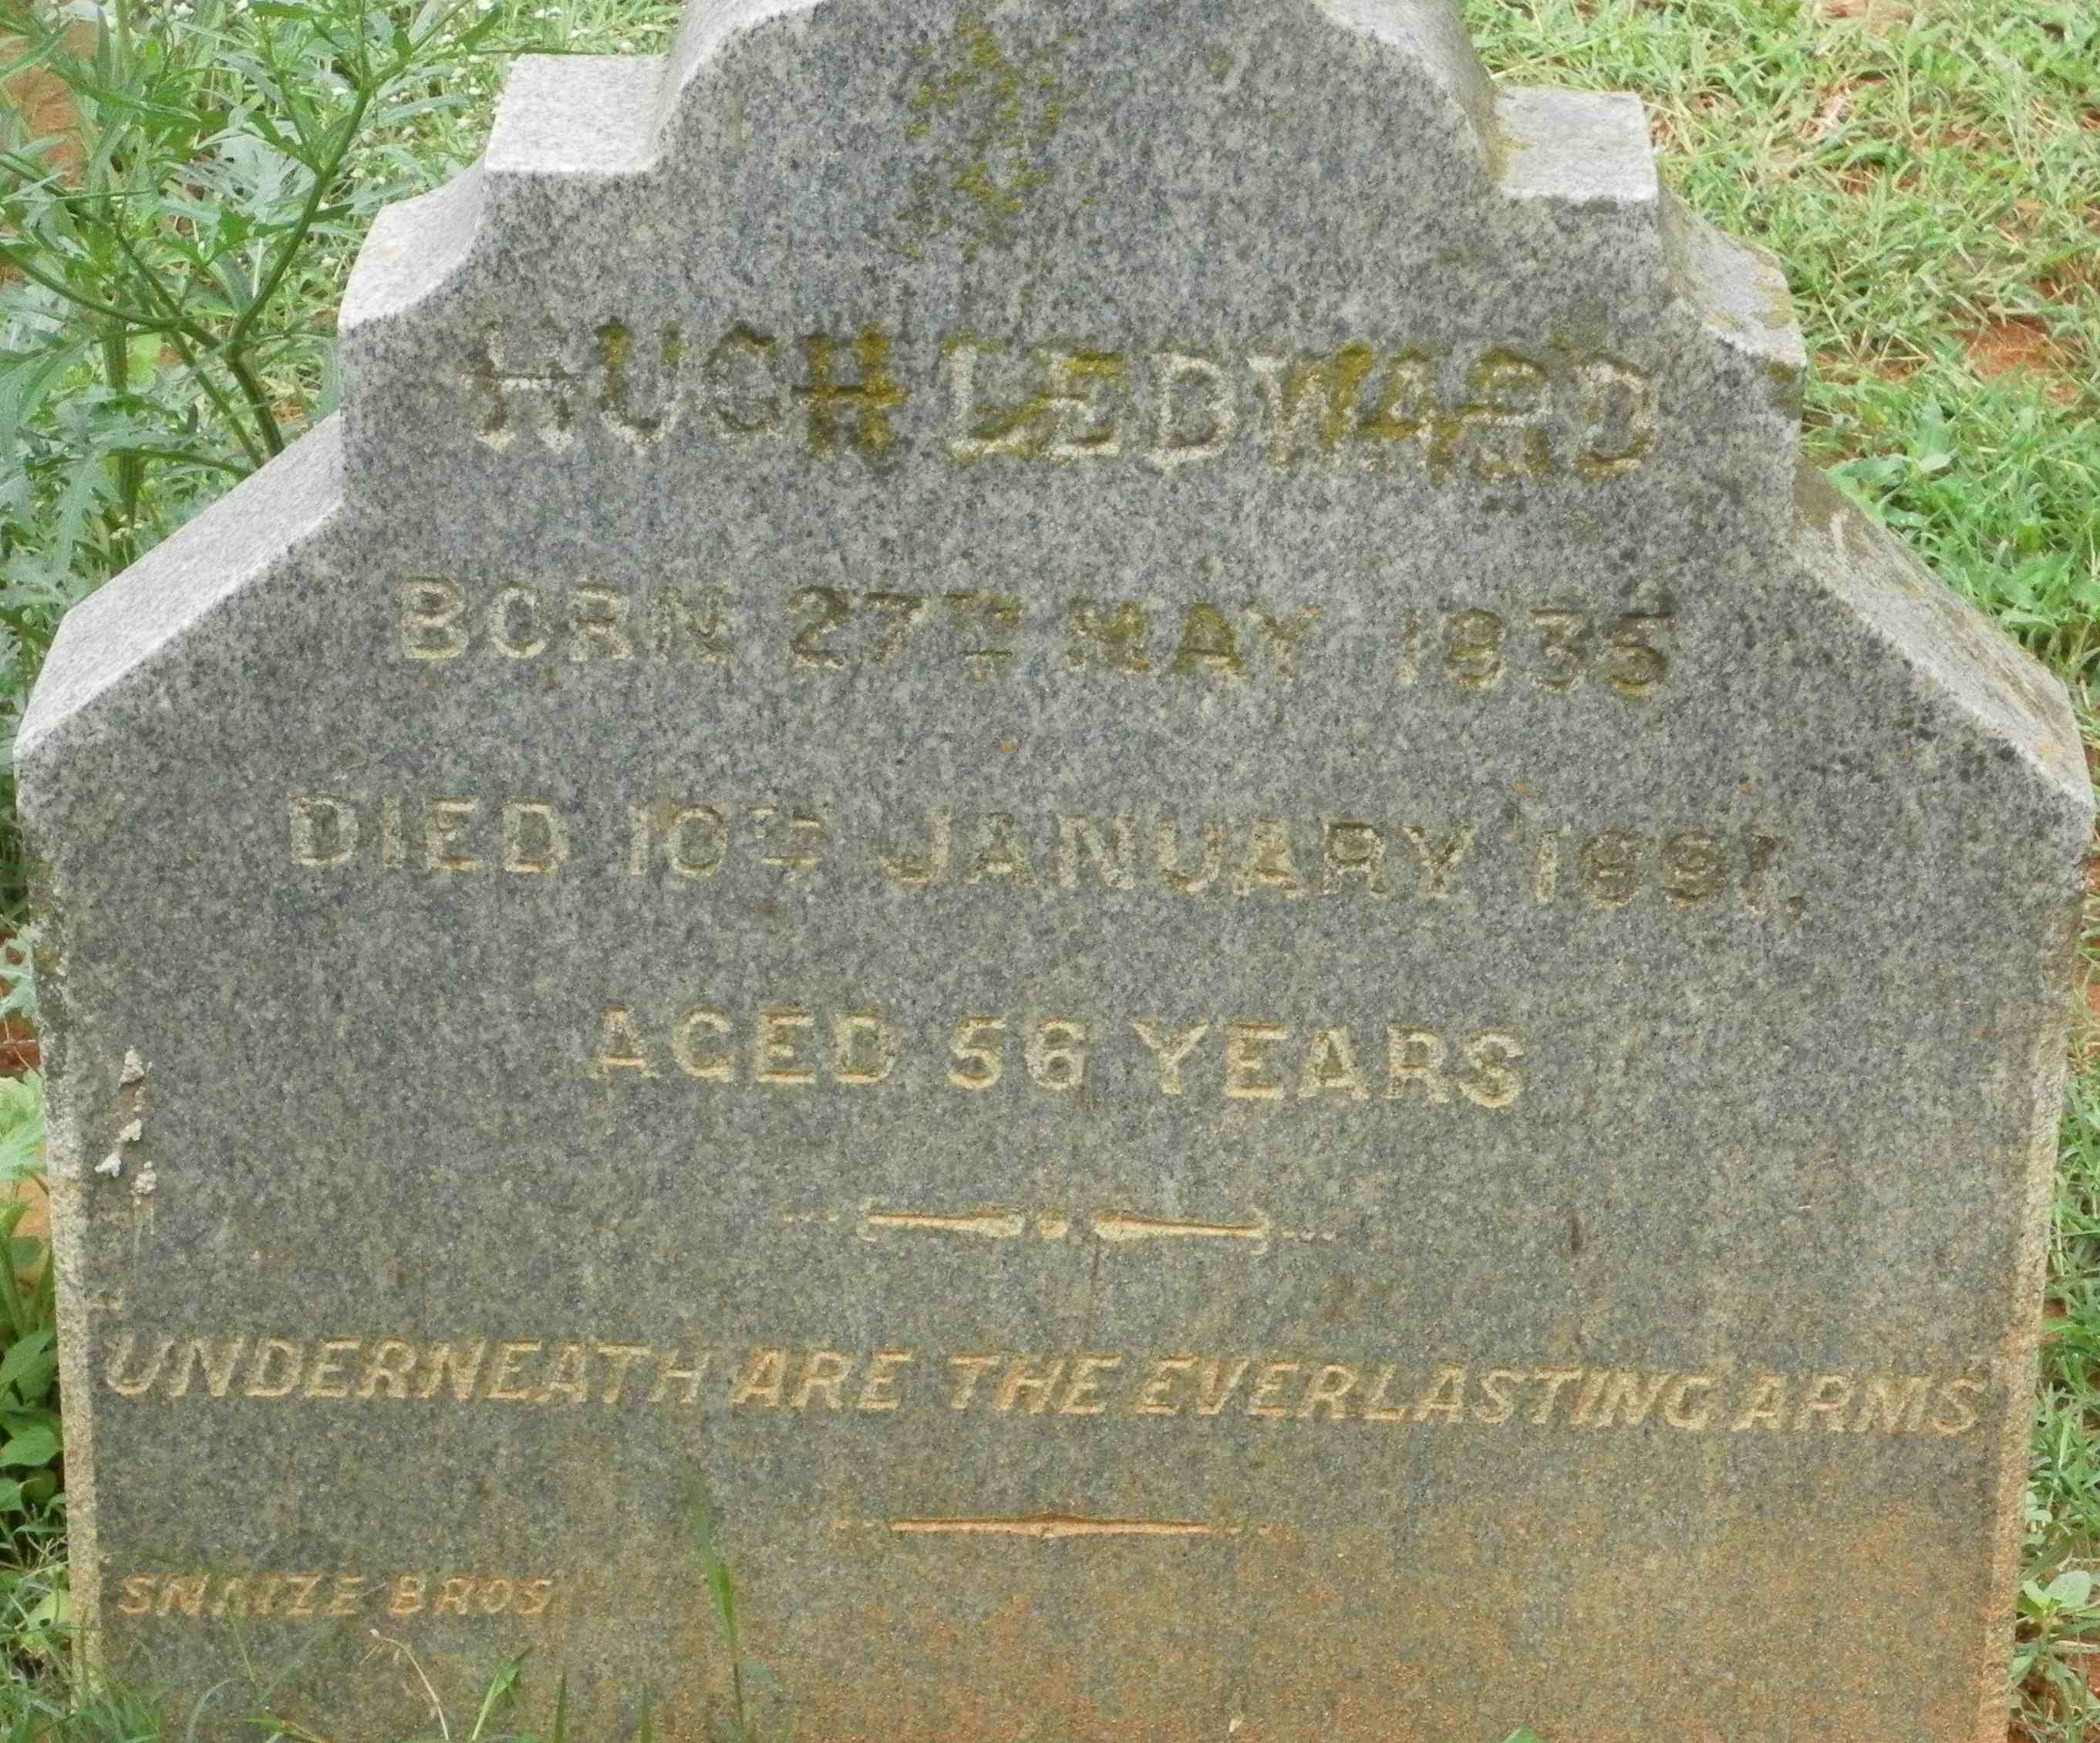 HUGH LEDWARD
BORN 27TH MAY 1835
DIED 10TH JANUARY 1891.
AGED 56 YEARS
UNDERNEATH ARE THE EVERLASTING ARMS
SNAIZE BROS